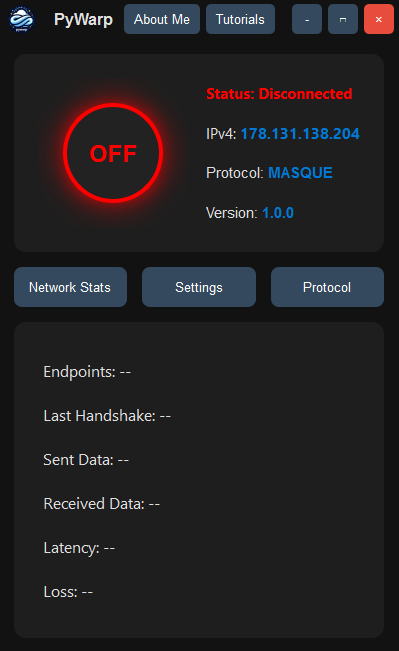 PyWarp About Me Tutorials - ×
OFF
Status: Disconnected
IPv4: 178.131.138.204
Protocol: MASQUE
Version: 1.0.0
Network Stats Settings Protocol
Endpoints: --
Last Handshake: --
Sent Data: --
Received Data: --
Latency: --
Loss: --